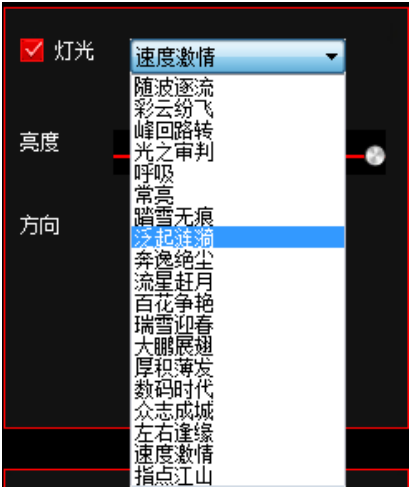 灯光
速度激情
随波逐流
彩云纷飞
峰回路转
光之审判
呼吸
常亮
踏雪无痕
泛起涟漪
奔逸绝尘
流星赶月
百花争艳
瑞雪迎春
大鹏展翅
厚积薄发
数码时代
众志成城
左右逢缘
速度激情
指点江山
亮度
方向